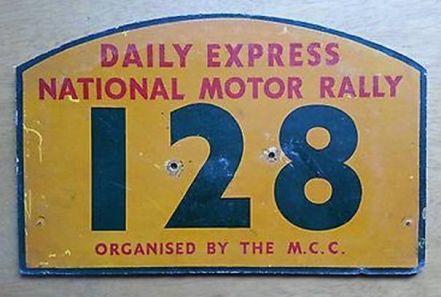 DAILY EXPRESS
NATIONAL MOTOR RALLY
128
ORGANISED BY THE M.C.C.